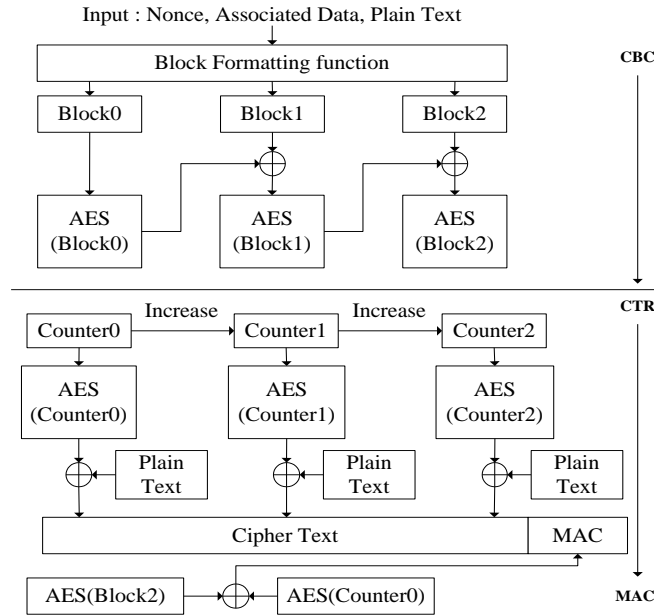 Input : Nonce, Associated Data, Plain Text
Block Formatting function
CBC
Block0
Block1
Block2
AES
(Block0)
AES
(Block1)
AES
(Block2)
CTR
Counter0
Increase
Counter1
Increase
Counter2
AES
(Counter0)
AES
(Counter1)
AES
(Counter2)
Plain
Text
Plain
Text
Plain
Text
Cipher Text
MAC
AES(Block2)
AES(Counter0)
MAC